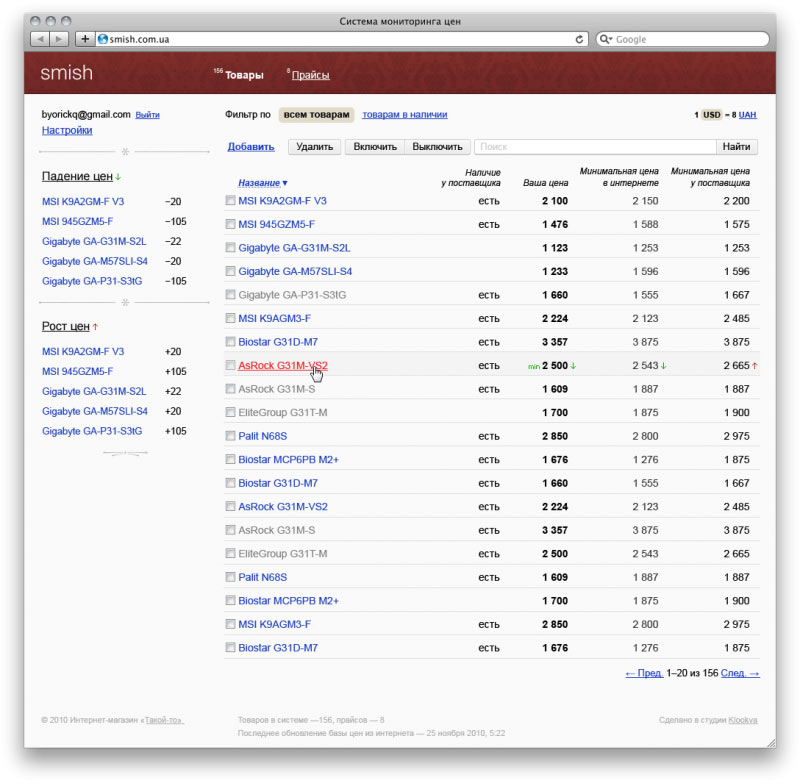 Система мониторинга цен
smish.com.ua
Google
smish
156 Товары
8 Прайсы
byorickq@gmail.com Выйти
Настройки
Падение цен ↓
MSI K9A2GM-F V3 −20
MSI 945GZM5-F −105
Gigabyte GA-G31M-S2L −22
Gigabyte GA-M57SLI-S4 −20
Gigabyte GA-P31-S3tG −105
Рост цен ↑
MSI K9A2GM-F V3 +20
MSI 945GZM5-F +105
Gigabyte GA-G31M-S2L +22
Gigabyte GA-M57SLI-S4 +20
Gigabyte GA-P31-S3tG +105
Фильтр по всем товарам товарам в наличии
1 USD = 8 UAH
Добавить Удалить Включить Выключить Поиск Найти
Название ▼ Наличие у поставщика Ваша цена Минимальная цена в интернете Минимальная цена у поставщика
MSI K9A2GM-F V3 есть 2 100 2 150 2 200
MSI 945GZM5-F есть 1 476 1 588 1 575
Gigabyte GA-G31M-S2L 1 123 1 253 1 253
Gigabyte GA-M57SLI-S4 1 233 1 596 1 596
Gigabyte GA-P31-S3tG есть 1 660 1 555 1 667
MSI K9AGM3-F есть 2 224 2 123 2 485
Biostar G31D-M7 есть 3 357 3 875 3 875
AsRock G31M-VS2 есть min 2 500 ↓ 2 543 ↓ 2 665 ↑
AsRock G31M-S есть 1 609 1 887 1 887
EliteGroup G31T-M 1 700 1 875 1 900
Palit N68S есть 2 850 2 800 2 975
Biostar MCP6PB M2+ есть 1 676 1 276 1 875
Biostar G31D-M7 есть 1 660 1 555 1 667
AsRock G31M-VS2 есть 2 224 2 123 2 485
AsRock G31M-S есть 3 357 3 875 3 875
EliteGroup G31T-M есть 2 500 2 543 2 665
Palit N68S есть 1 609 1 887 1 887
Biostar MCP6PB M2+ 1 700 1 875 1 900
MSI K9AGM3-F есть 2 850 2 800 2 975
Biostar G31D-M7 есть 1 676 1 276 1 875
← Пред. 1–20 из 156 След. →
© 2010 Интернет-магазин «Такой-то»
Товаров в системе —156, прайсов — 8
Последнее обновление базы цен из интернета — 25 ноября 2010, 5:22
Сделано в студии Klookva